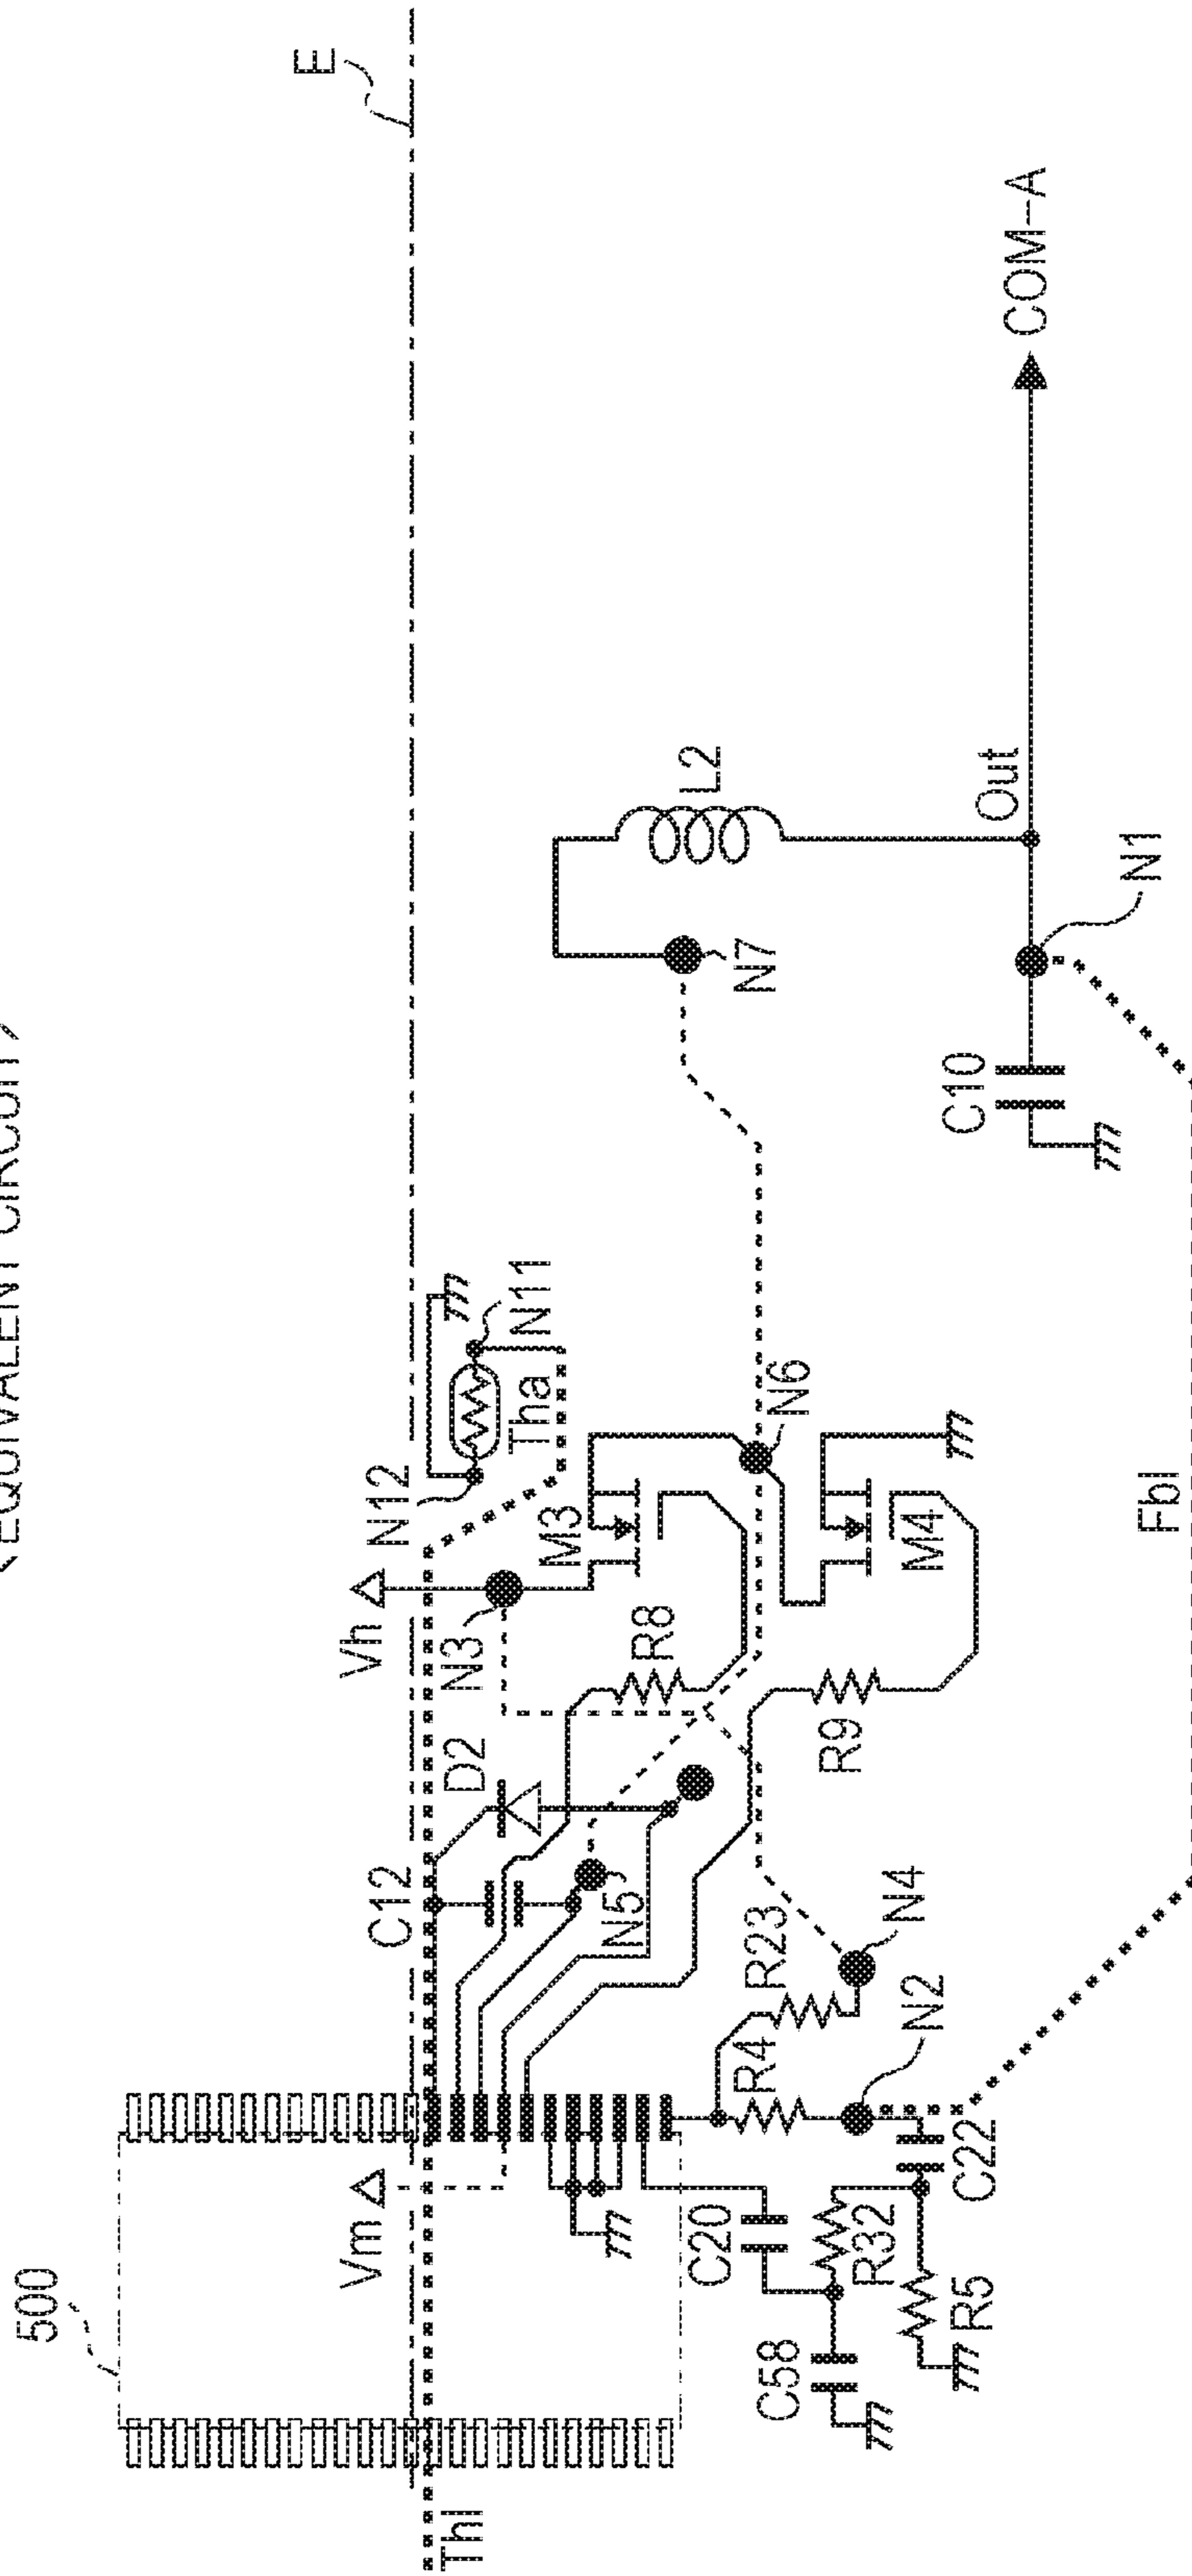 <EQUIVALENT CIRCUIT>
500
E
Vm
Vh
N12
N11
Tha
C12
D2
N3
M3
R8
N5
N6
N7
L2
Thl
C20
R4
R23
N4
R9
M4
C58
R32
R5
C22
N2
C10
Out
COM-A
N1
Fbl